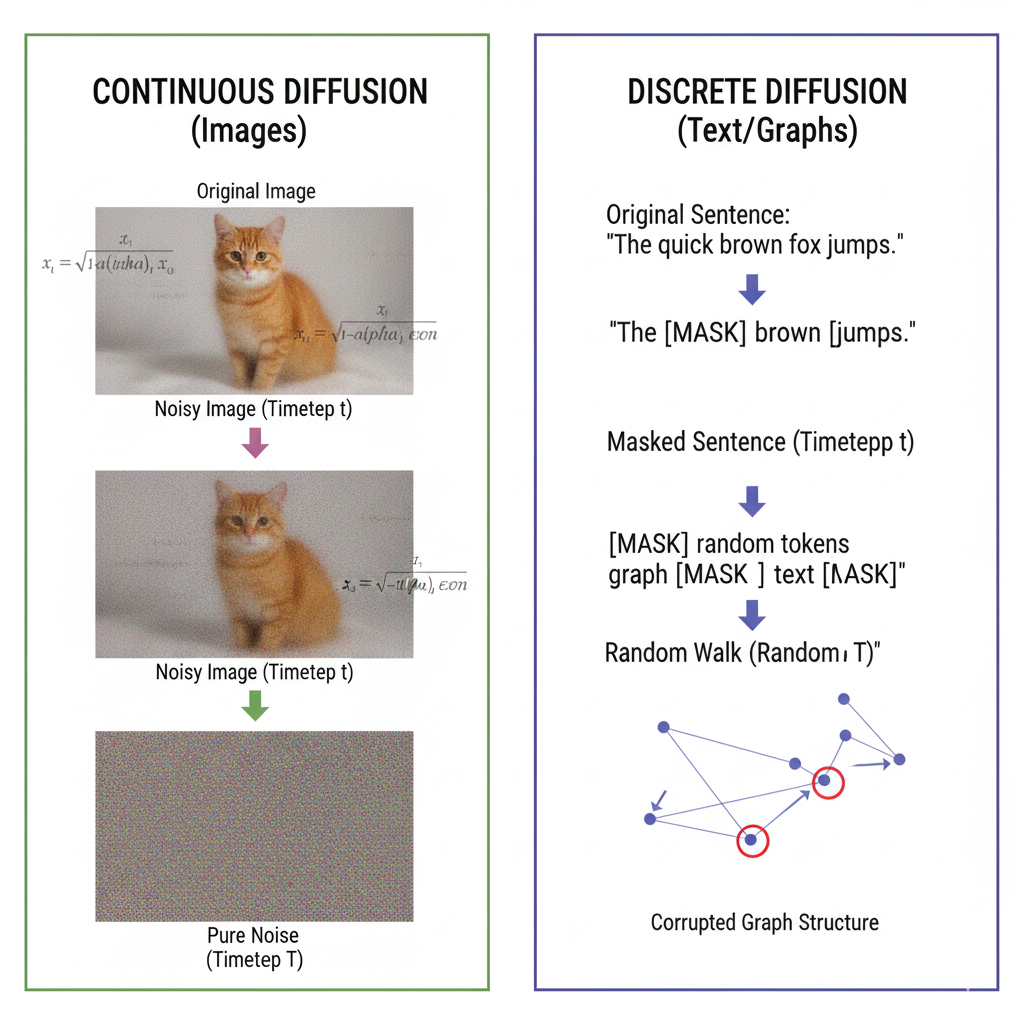 CONTINUOUS DIFFUSION
(Images)
Original Image
Noisy Image (Timetep t)
Noisy Image (Timetep t)
Pure Noise
(Timetep T)
DISCRETE DIFFUSION
(Text/Graphs)
Original Sentence:
"The quick brown fox jumps."
"The [MASK] brown [jumps."
Masked Sentence (Timetepp t)
[MASK] random tokens
graph [MASK ] text [MASK]"
Random Walk (Random T)"
Corrupted Graph Structure